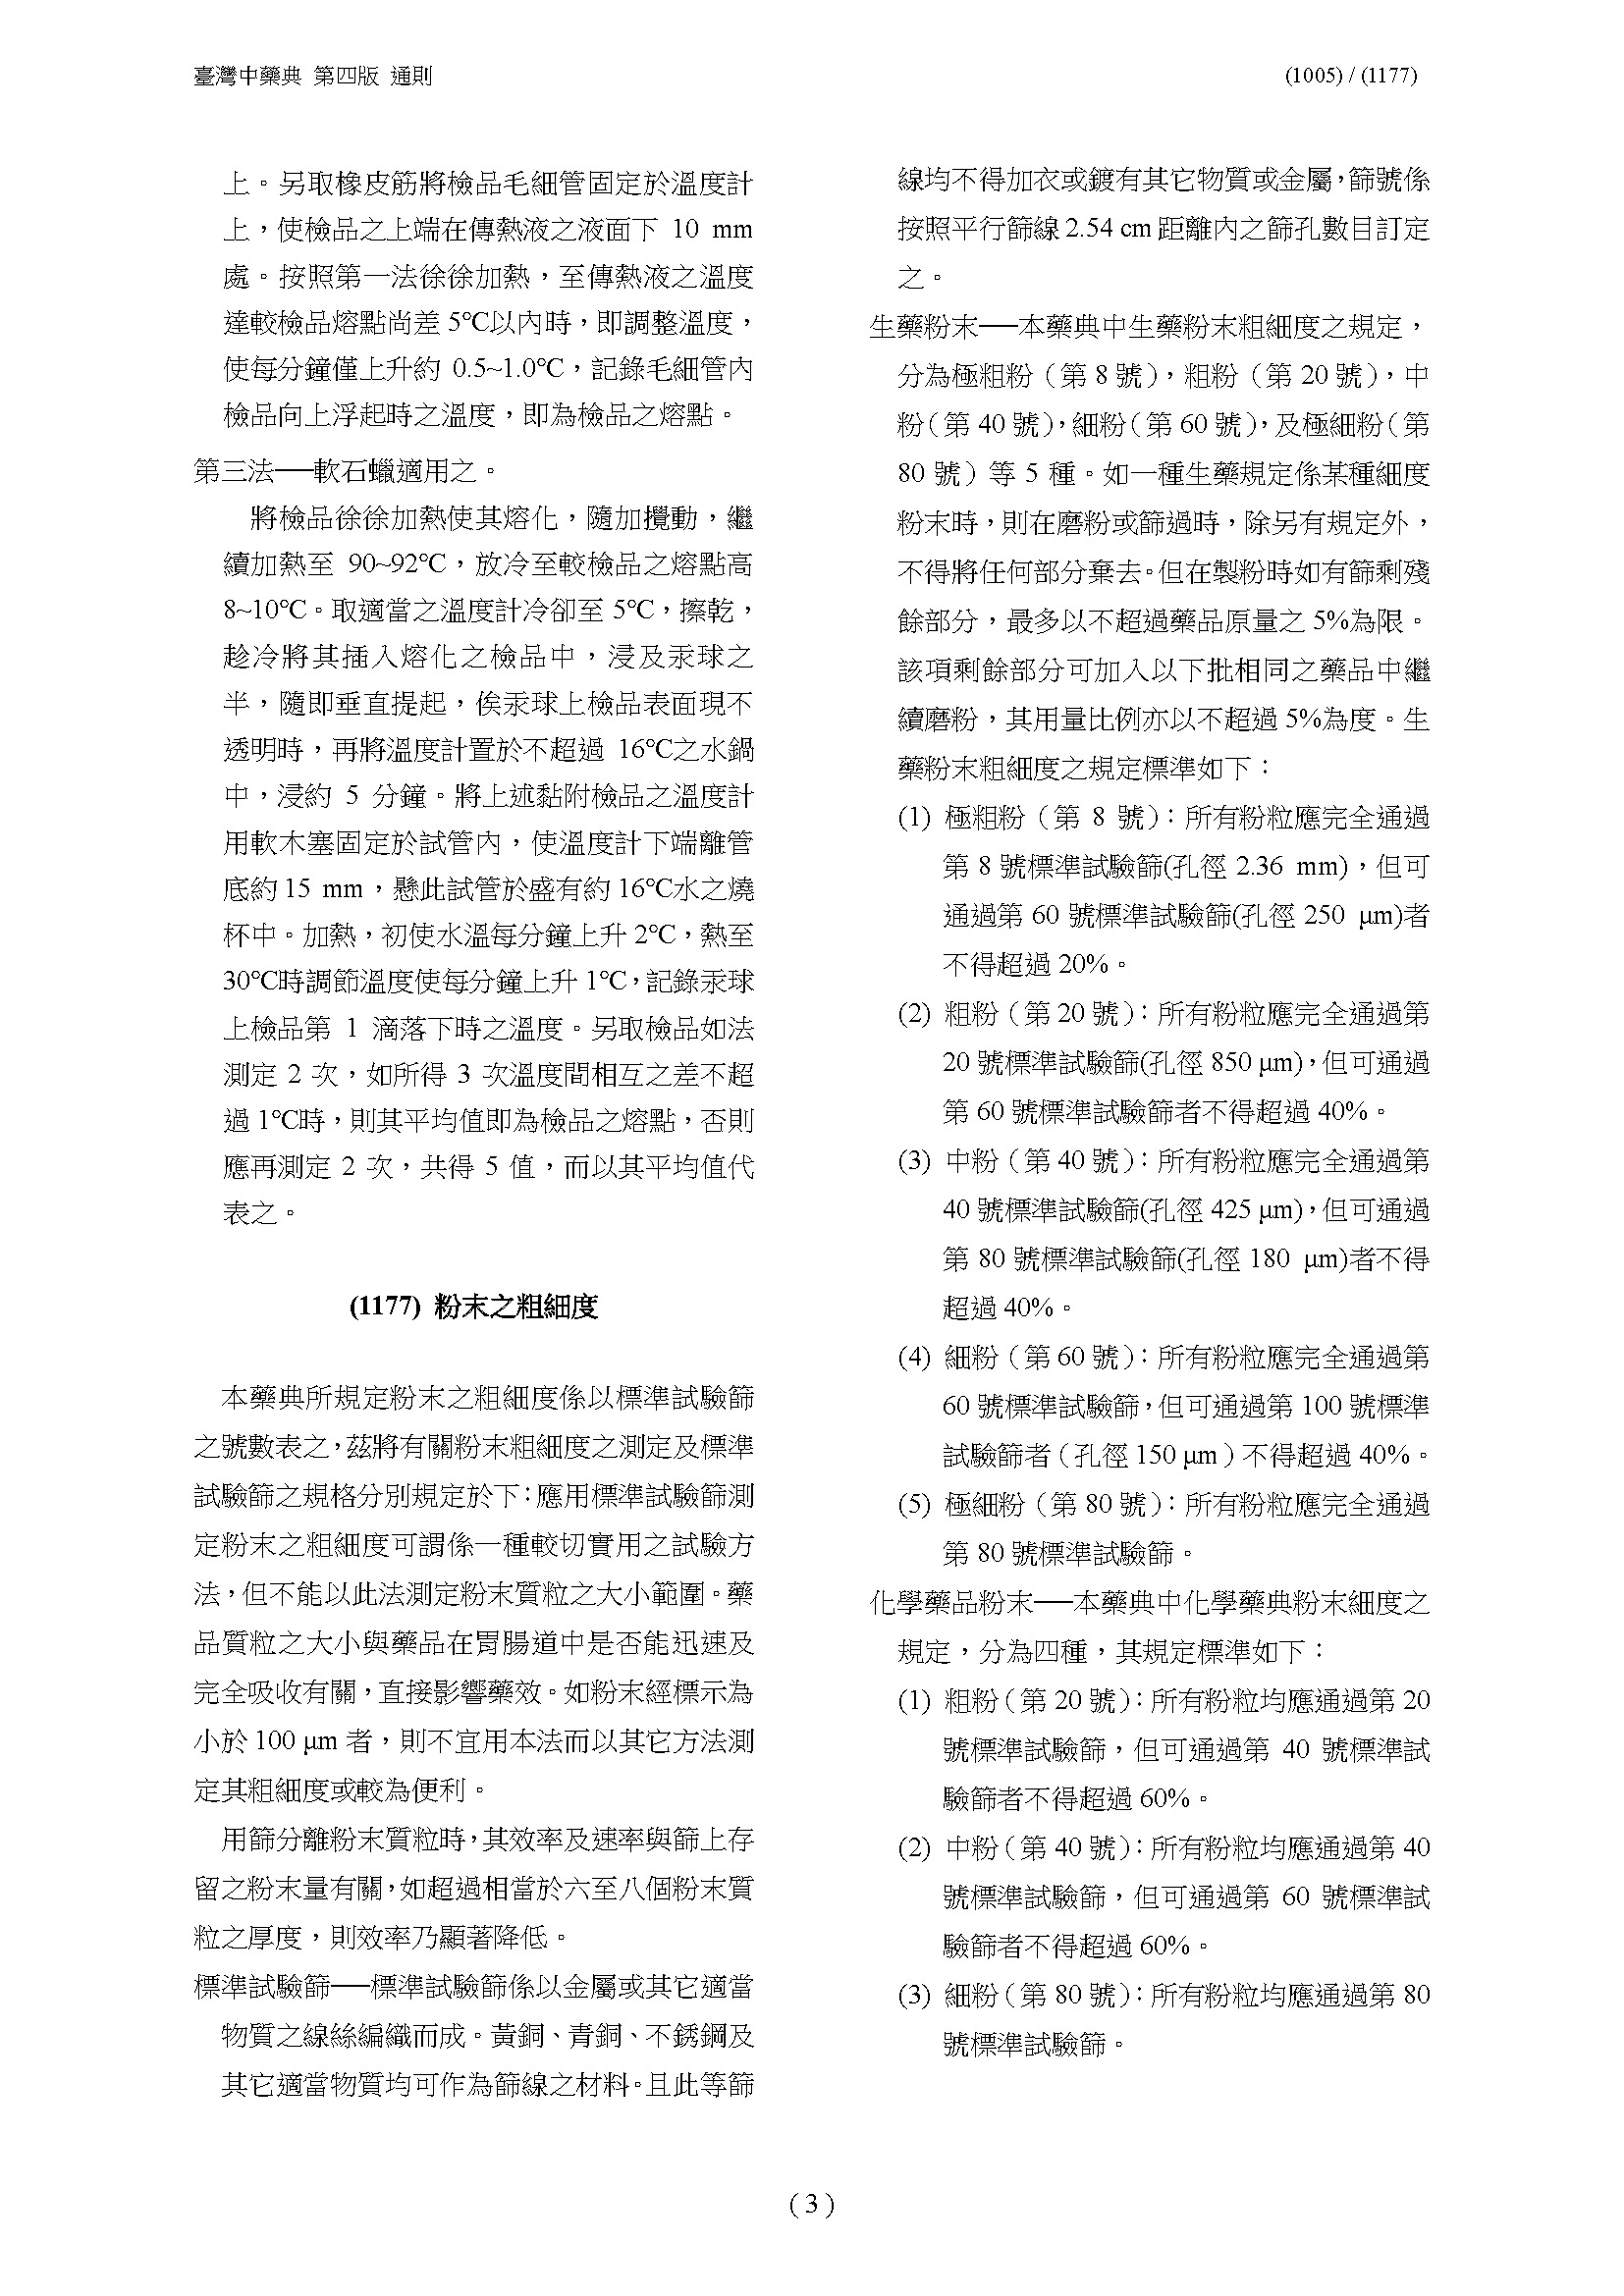 臺灣中藥典 第四版 通則
(1005) / (1177)
上。另取橡皮筋將檢品毛細管固定於溫度計
上，使檢品之上端在傳熱液之液面下 10 mm
處。按照第一法徐徐加熱，至傳熱液之溫度
達較檢品熔點尚差 5℃以內時，即調整溫度，
使每分鐘僅上升約 0.5~1.0℃，記錄毛細管內
檢品向上浮起時之溫度，即為檢品之熔點。
第三法──軟石蠟適用之。
將檢品徐徐加熱使其熔化，隨加攪動，繼
續加熱至 90~92℃，放冷至較檢品之熔點高
8~10℃。取適當之溫度計冷卻至 5℃，擦乾，
趁冷將其插入熔化之檢品中，浸及汞球之
半，隨即垂直提起，俟汞球上檢品表面現不
透明時，再將溫度計置於不超過 16℃之水鍋
中，浸約 5 分鐘。將上述黏附檢品之溫度計
用軟木塞固定於試管內，使溫度計下端離管
底約 15 mm，懸此試管於盛有約 16℃水之燒
杯中。加熱，初使水溫每分鐘上升 2℃，熱至
30℃時調節溫度使每分鐘上升 1℃，記錄汞球
上檢品第 1 滴落下時之溫度。另取檢品如法
測定 2 次，如所得 3 次溫度間相互之差不超
過 1℃時，則其平均值即為檢品之熔點，否則
應再測定 2 次，共得 5 值，而以其平均值代
表之。
(1177) 粉末之粗細度
本藥典所規定粉末之粗細度係以標準試驗篩
之號數表之，茲將有關粉末粗細度之測定及標準
試驗篩之規格分別規定於下：應用標準試驗篩測
定粉末之粗細度可謂係一種較切實用之試驗方
法，但不能以此法測定粉末質粒之大小範圍。藥
品質粒之大小與藥品在胃腸道中是否能迅速及
完全吸收有關，直接影響藥效。如粉末經標示為
小於 100 μm 者，則不宜用本法而以其它方法測
定其粗細度或較為便利。
用篩分離粉末質粒時，其效率及速率與篩上存
留之粉末量有關，如超過相當於六至八個粉末質
粒之厚度，則效率乃顯著降低。
標準試驗篩──標準試驗篩係以金屬或其它適當
物質之線絲編織而成。黃銅、青銅、不銹鋼及
其它適當物質均可作為篩線之材料。且此等篩
線均不得加衣或鍍有其它物質或金屬，篩號係
按照平行篩線 2.54 cm 距離內之篩孔數目訂定
之。
生藥粉末──本藥典中生藥粉末粗細度之規定，
分為極粗粉（第 8 號），粗粉（第 20 號），中
粉（第 40 號），細粉（第 60 號），及極細粉（第
80 號）等 5 種。如一種生藥規定係某種細度
粉末時，則在磨粉或篩過時，除另有規定外，
不得將任何部分棄去。但在製粉時如有篩剩殘
餘部分，最多以不超過藥品原量之 5%為限。
該項剩餘部分可加入以下批相同之藥品中繼
續磨粉，其用量比例亦以不超過 5%為度。生
藥粉末粗細度之規定標準如下：
(1) 極粗粉（第 8 號）：所有粉粒應完全通過
第 8 號標準試驗篩(孔徑 2.36 mm)，但可
通過第 60 號標準試驗篩(孔徑 250 μm)者
不得超過 20%。
(2) 粗粉（第 20 號）：所有粉粒應完全通過第
20 號標準試驗篩(孔徑 850 μm)，但可通過
第 60 號標準試驗篩者不得超過 40%。
(3) 中粉（第 40 號）：所有粉粒應完全通過第
40 號標準試驗篩(孔徑 425 μm)，但可通過
第 80 號標準試驗篩(孔徑 180 μm)者不得
超過 40%。
(4) 細粉（第 60 號）：所有粉粒應完全通過第
60 號標準試驗篩，但可通過第 100 號標準
試驗篩者（孔徑 150 μm）不得超過 40%。
(5) 極細粉（第 80 號）：所有粉粒應完全通過
第 80 號標準試驗篩。
化學藥品粉末──本藥典中化學藥典粉末細度之
規定，分為四種，其規定標準如下：
(1) 粗粉（第 20 號）：所有粉粒均應通過第 20
號標準試驗篩，但可通過第 40 號標準試
驗篩者不得超過 60%。
(2) 中粉（第 40 號）：所有粉粒均應通過第 40
號標準試驗篩，但可通過第 60 號標準試
驗篩者不得超過 60%。
(3) 細粉（第 80 號）：所有粉粒均應通過第 80
號標準試驗篩。
( 3 )